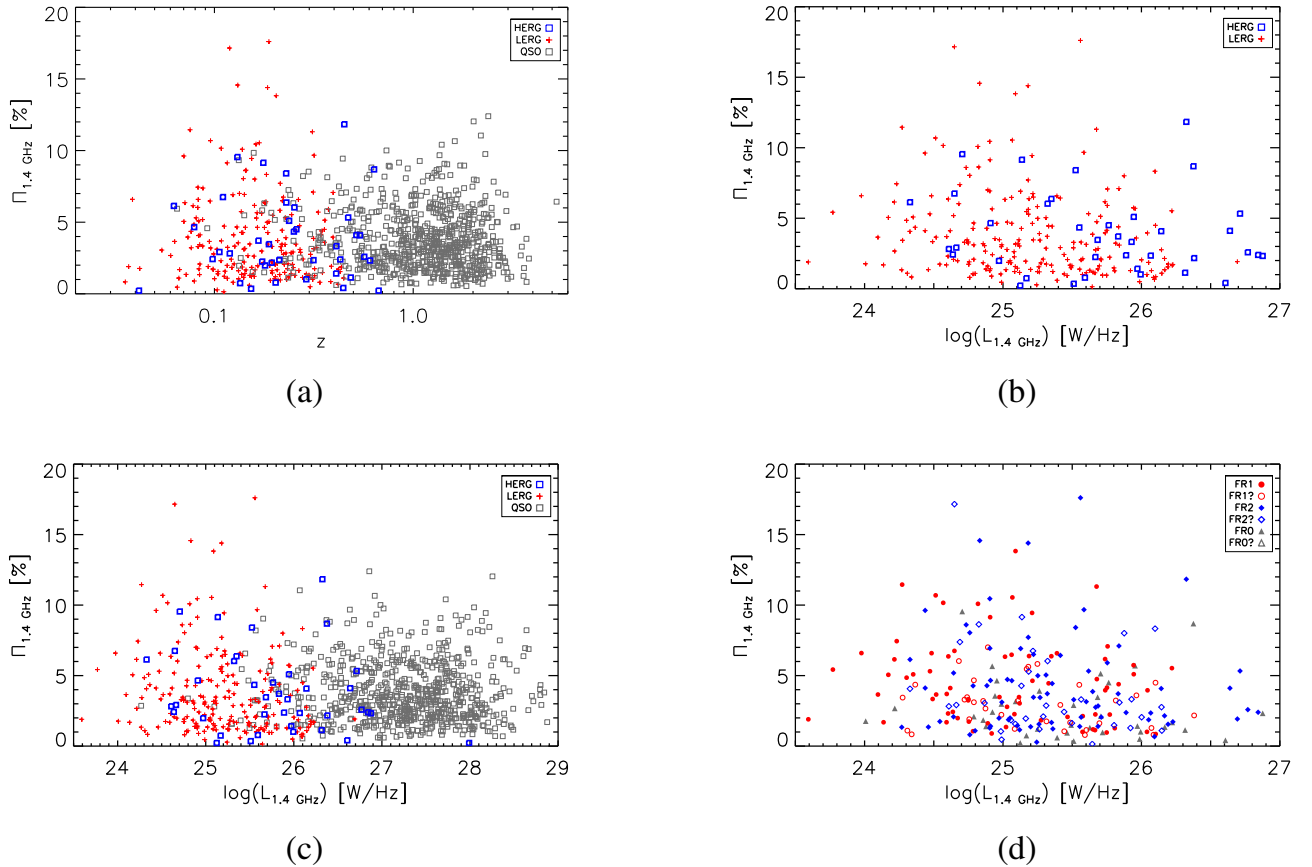 20
15
10
5
0
Π1.4 GHz [%]
0.1
1.0
z
HERG
LERG
QSO
(a)
20
15
10
5
0
Π1.4 GHz [%]
24
25
26
27
log(L1.4 GHz) [W/Hz]
HERG
LERG
(b)
20
15
10
5
0
Π1.4 GHz [%]
24
25
26
27
28
29
log(L1.4 GHz) [W/Hz]
HERG
LERG
QSO
(c)
20
15
10
5
0
Π1.4 GHz [%]
24
25
26
27
log(L1.4 GHz) [W/Hz]
FR1
FR1?
FR2
FR2?
FR0
FR0?
(d)